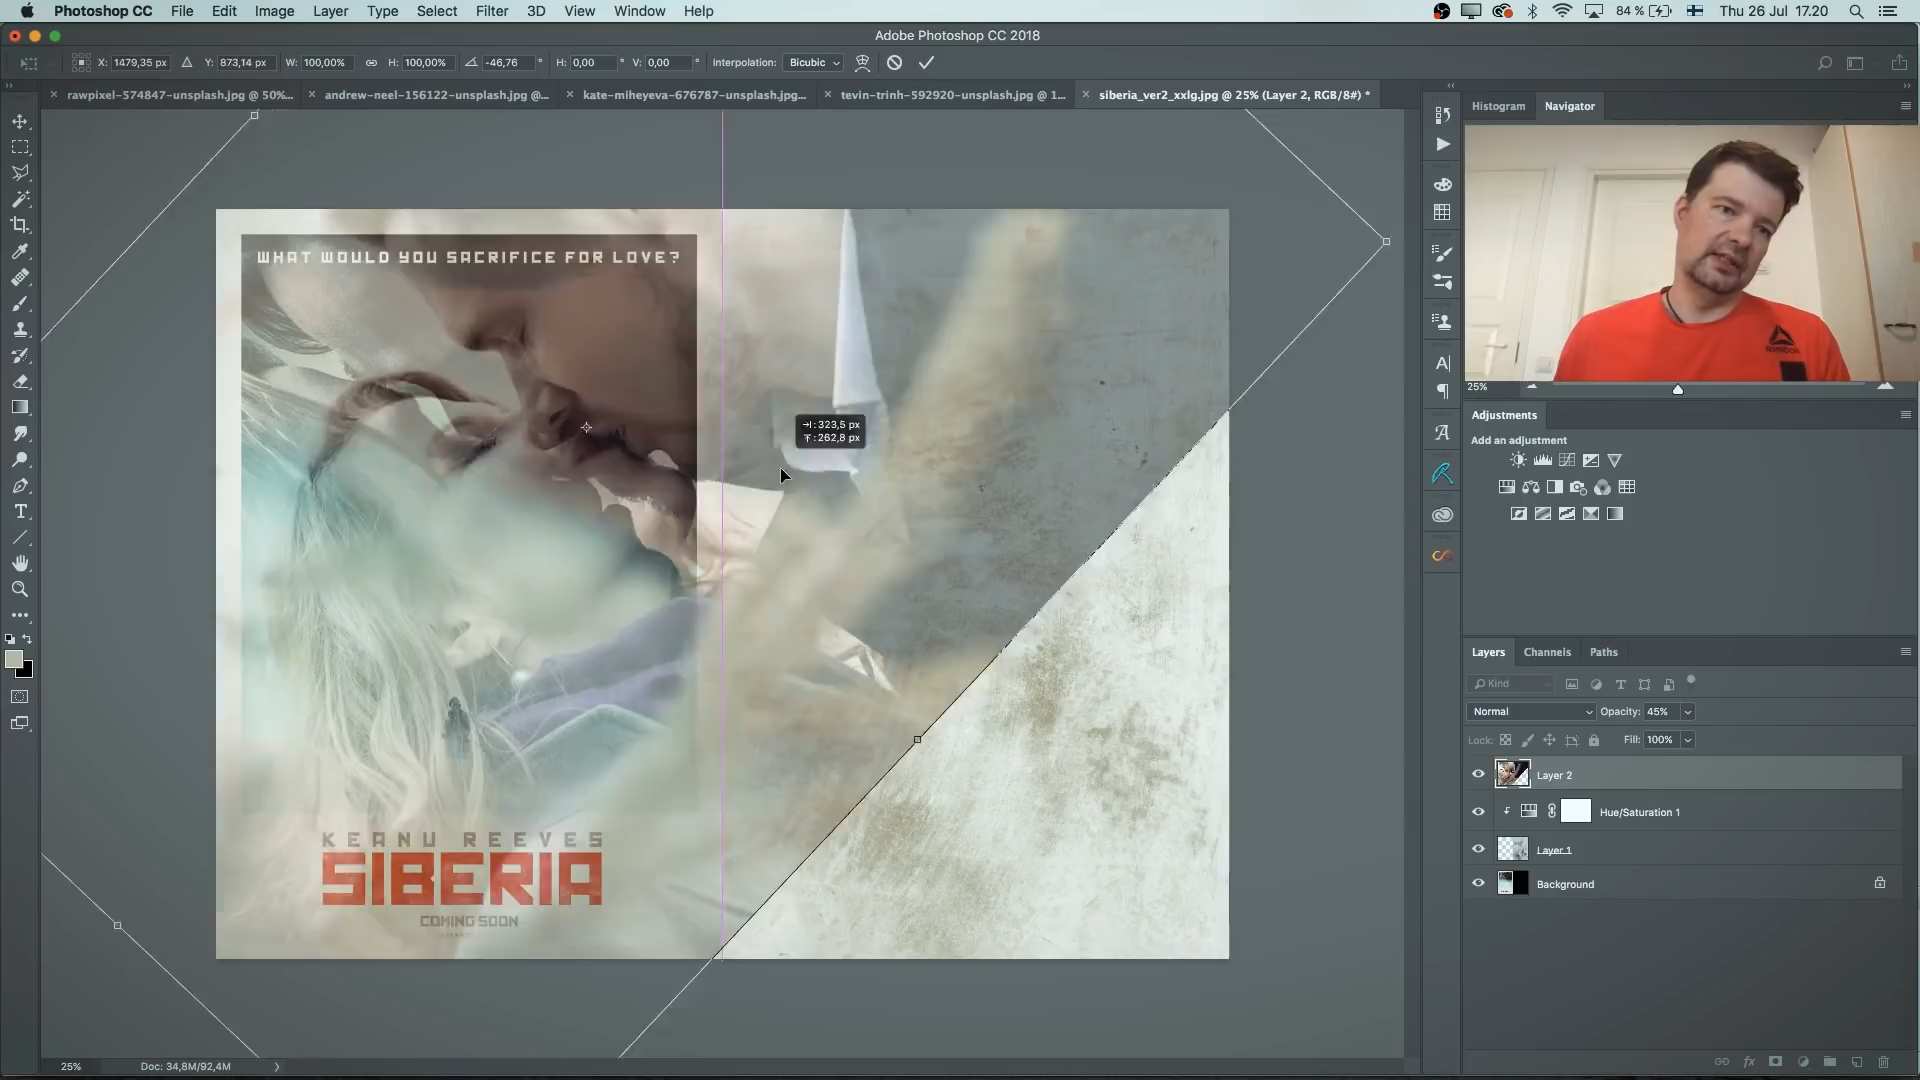 Photoshop CC File Edit Image Layer Type Select Filter 3D View Window Help 84 % Thu 26 Jul 17.20
Adobe Photoshop CC 2018
X: 1479,35 px Y: 873,14 px W: 100,00% H: 100,00% -46,76 ° H: 0,00 ° V: 0,00 ° Interpolation: Bicubic
rawpixel-574847-unsplash.jpg @ 50%... andrew-neel-156122-unsplash.jpg @... kate-miheyeva-676787-unsplash.jpg... tevin-trinh-592920-unsplash.jpg @ 1... siberia_ver2_xxlg.jpg @ 25% (Layer 2, RGB/8#) *
Histogram Navigator
WHAT WOULD YOU SACRIFICE FOR LOVE?
25%
Adjustments
Add an adjustment
: 323,5 px
: 262,8 px
Layers Channels Paths
Kind
Normal Opacity: 45%
Lock: Fill: 100%
Layer 2
Hue/Saturation 1
Layer 1
Background
KEANU REEVES
SIBERIA
COMING SOON
25% Doc: 34,8M/92,4M